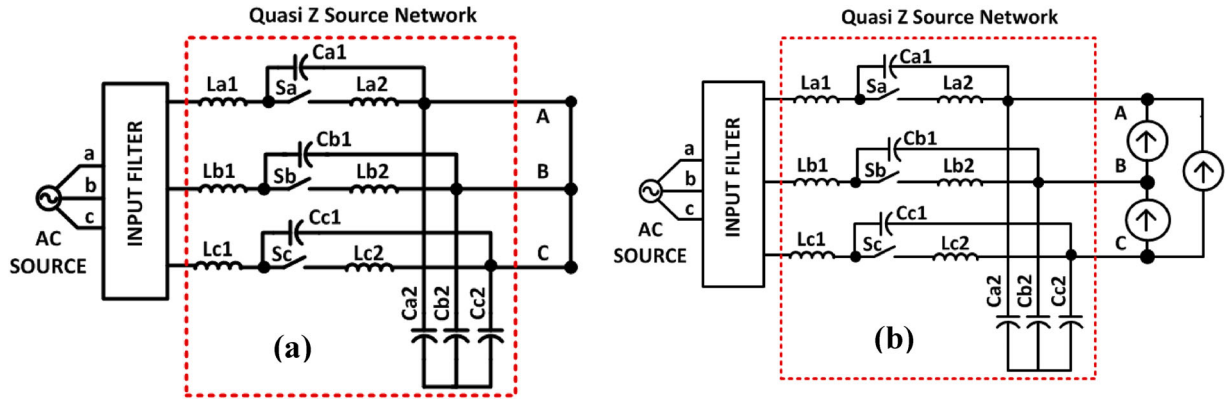 Quasi Z Source Network
Ca1
La1
Sa
La2
A
Cb1
Lb1
Sb
Lb2
B
Cc1
Lc1
Sc
Lc2
C
a
b
c
AC
SOURCE
INPUT FILTER
Ca2
Cb2
Cc2
(a)
Quasi Z Source Network
Ca1
La1
Sa
La2
A
Cb1
Lb1
Sb
Lb2
B
Cc1
Lc1
Sc
Lc2
C
a
b
c
AC
SOURCE
INPUT FILTER
Ca2
Cb2
Cc2
(b)